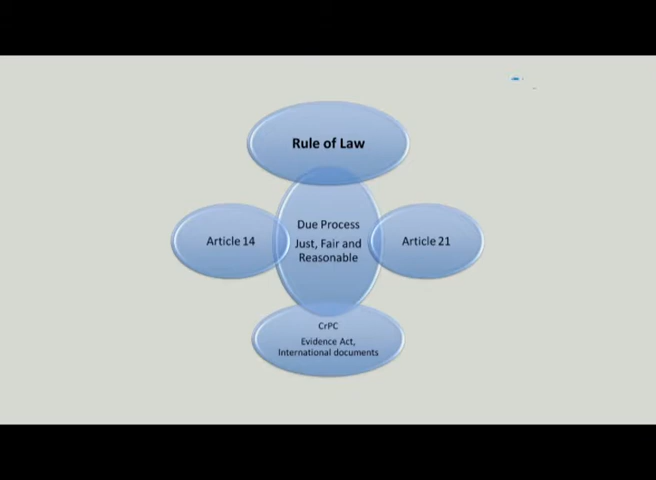 Rule of Law
Due Process
Just, Fair and
Reasonable
Article 14
Article 21
CrPC
Evidence Act,
International documents